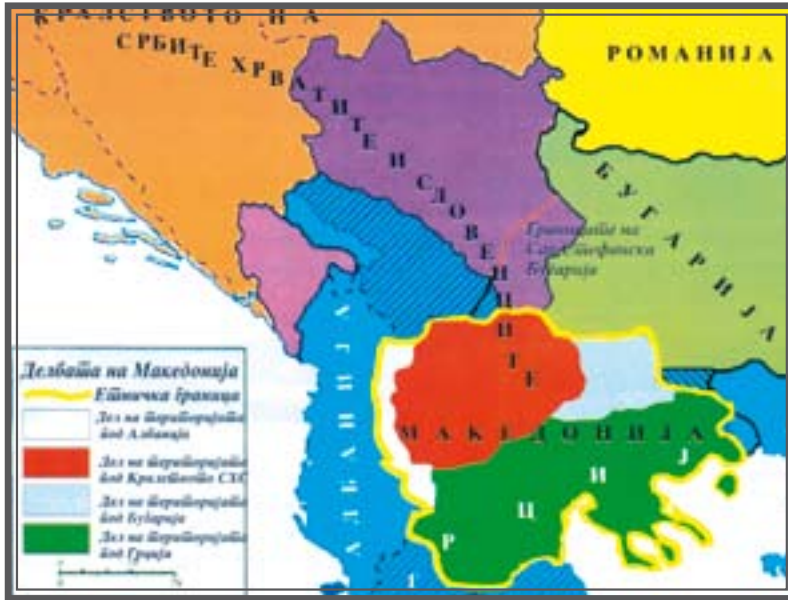 КРАЛСТВОТО НА
СРБИТЕ ХРВАТИТЕ И СЛОВЕНЦИТЕ
РОМАНИЈА
БУГАРИЈА
Границата на
Сан Стефанска
Бугарија
АЛБАНИЈА
МАКЕДОНИЈА
Р Ц И Ј
Делбата на Македонија
Етничка граница
Дел на територијата
под Албанија
Дел на територијата
под Кралството СХС
Дел на територијата
под Бугарија
Дел на територијата
под Грција